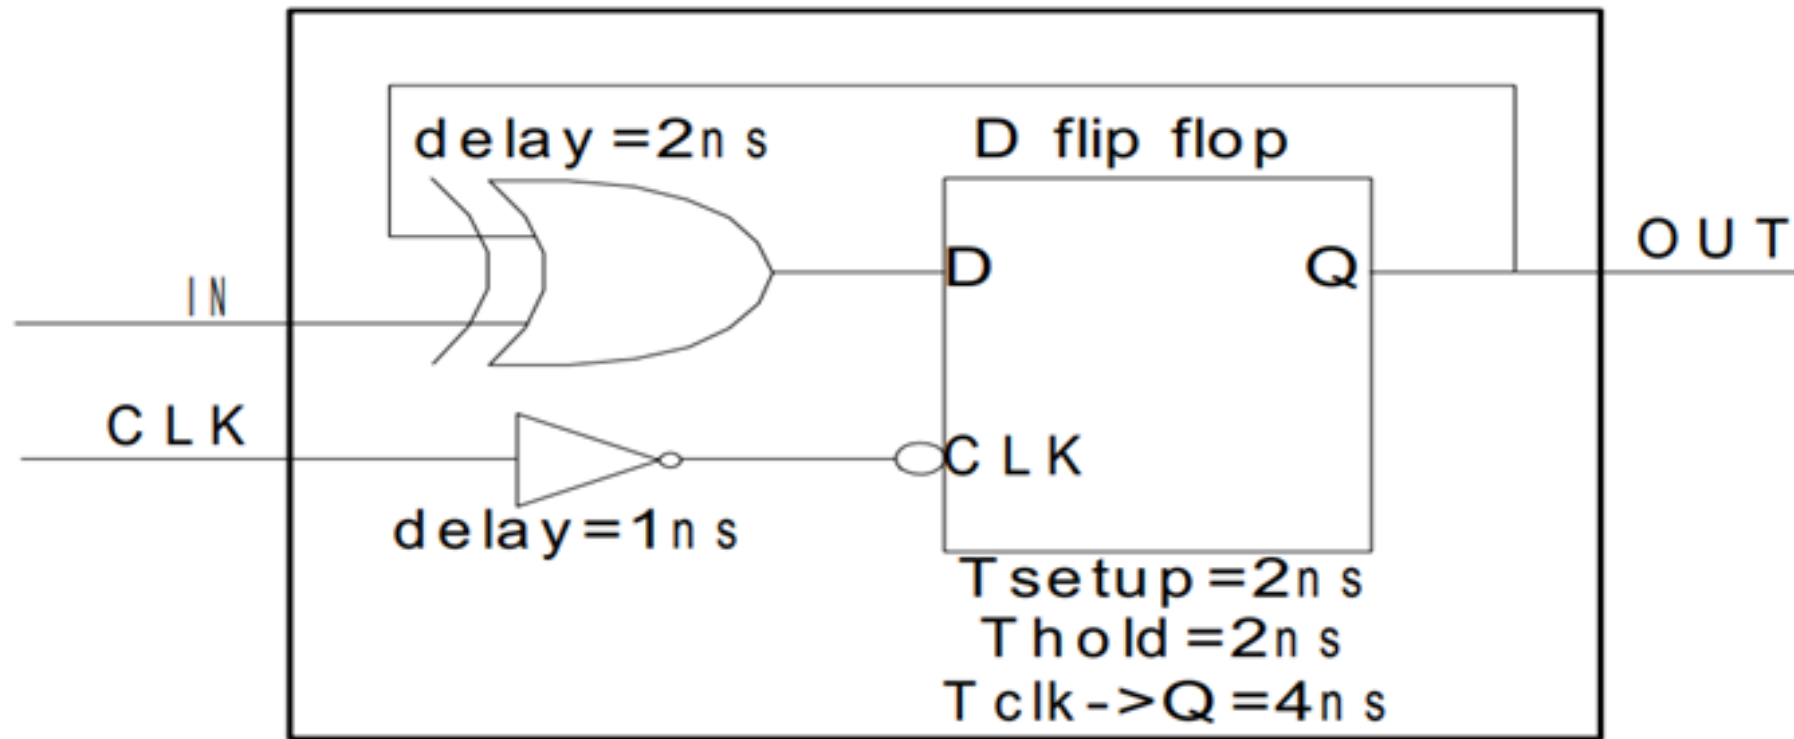 delay=2ns
D flip flop
IN
D
Q
OUT
CLK
CLK
delay=1ns
Tsetup=2ns
Thold=2ns
Tclk->Q=4ns